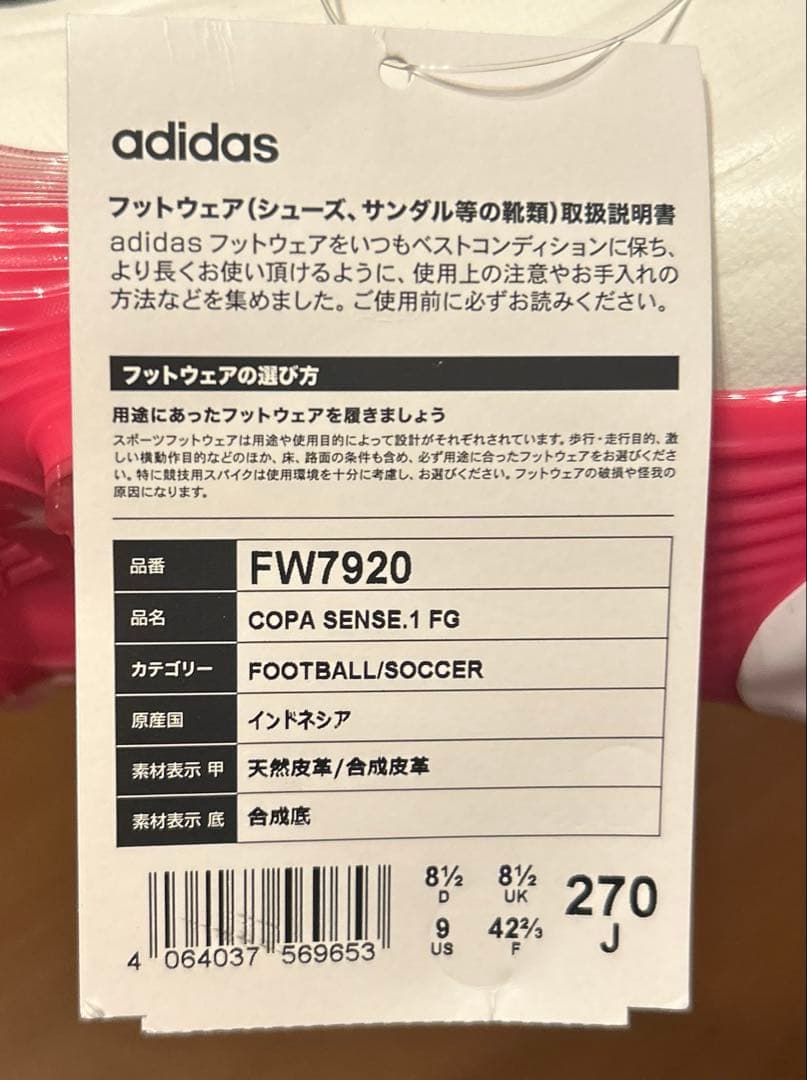 adidas
フットウェア(シューズ、サンダル等の靴類)取扱説明書
adidas フットウェアをいつもベストコンディションに保ち、
より長くお使い頂けるように、使用上の注意やお手入れの
方法などを集めました。ご使用前に必ずお読みください。
フットウェアの選び方
用途にあったフットウェアを履きましょう
スポーツフットウェアは用途や使用目的によって設計がそれぞれされています。歩行・走行目的、激
しい横動作目的などのほか、床、路面の条件も含め、必ず用途に合ったフットウェアをお選びくださ
い。特に競技用スパイクは使用環境を十分に考慮し、お選びください。フットウェアの破損や怪我の
原因になります。
品番 FW7920
品名 COPA SENSE.1 FG
カテゴリー FOOTBALL/SOCCER
原産国 インドネシア
素材表示 甲 天然皮革/合成皮革
素材表示 底 合成底
8½ 8½ 270
D UK J
9 42⅔
US F
4 064037 569653